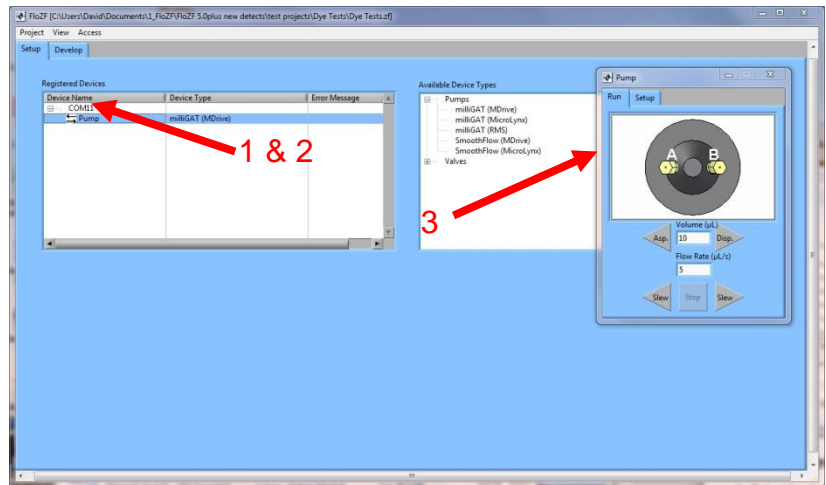 FloZF [C:\Users\David\Documents\1_FloZF\FloZF 5.0plus new detects\test projects\Dye Tests\Dye Tests.zf]
Project View Access
Setup Develop
Registered Devices
Device Name Device Type Error Message
COM11
Pump milliGAT (MDrive)
1 & 2
Available Device Types
Pumps
milliGAT (MDrive)
milliGAT (MicroLynx)
milliGAT (RMS)
SmoothFlow (MDrive)
SmoothFlow (MicroLynx)
Valves
3
Pump
Run Setup
A B
Volume (µL)
Asp. 10 Disp.
Flow Rate (µL/s)
5
Slew Stop Slew